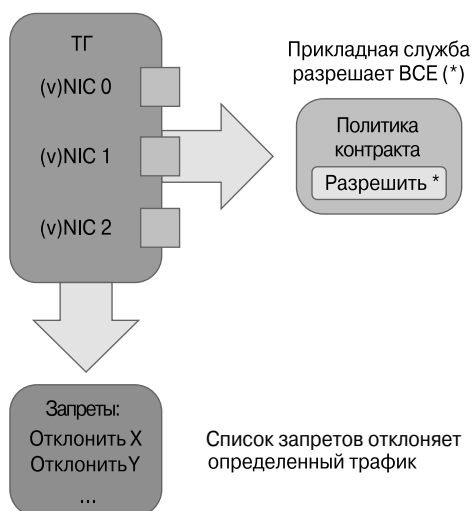 ТГ
(v)NIC 0
(v)NIC 1
(v)NIC 2
Прикладная служба
разрешает ВСЕ (*)
Политика
контракта
Разрешить *
Запреты:
Отклонить X
Отклонить Y
...
Список запретов отклоняет
определенный трафик